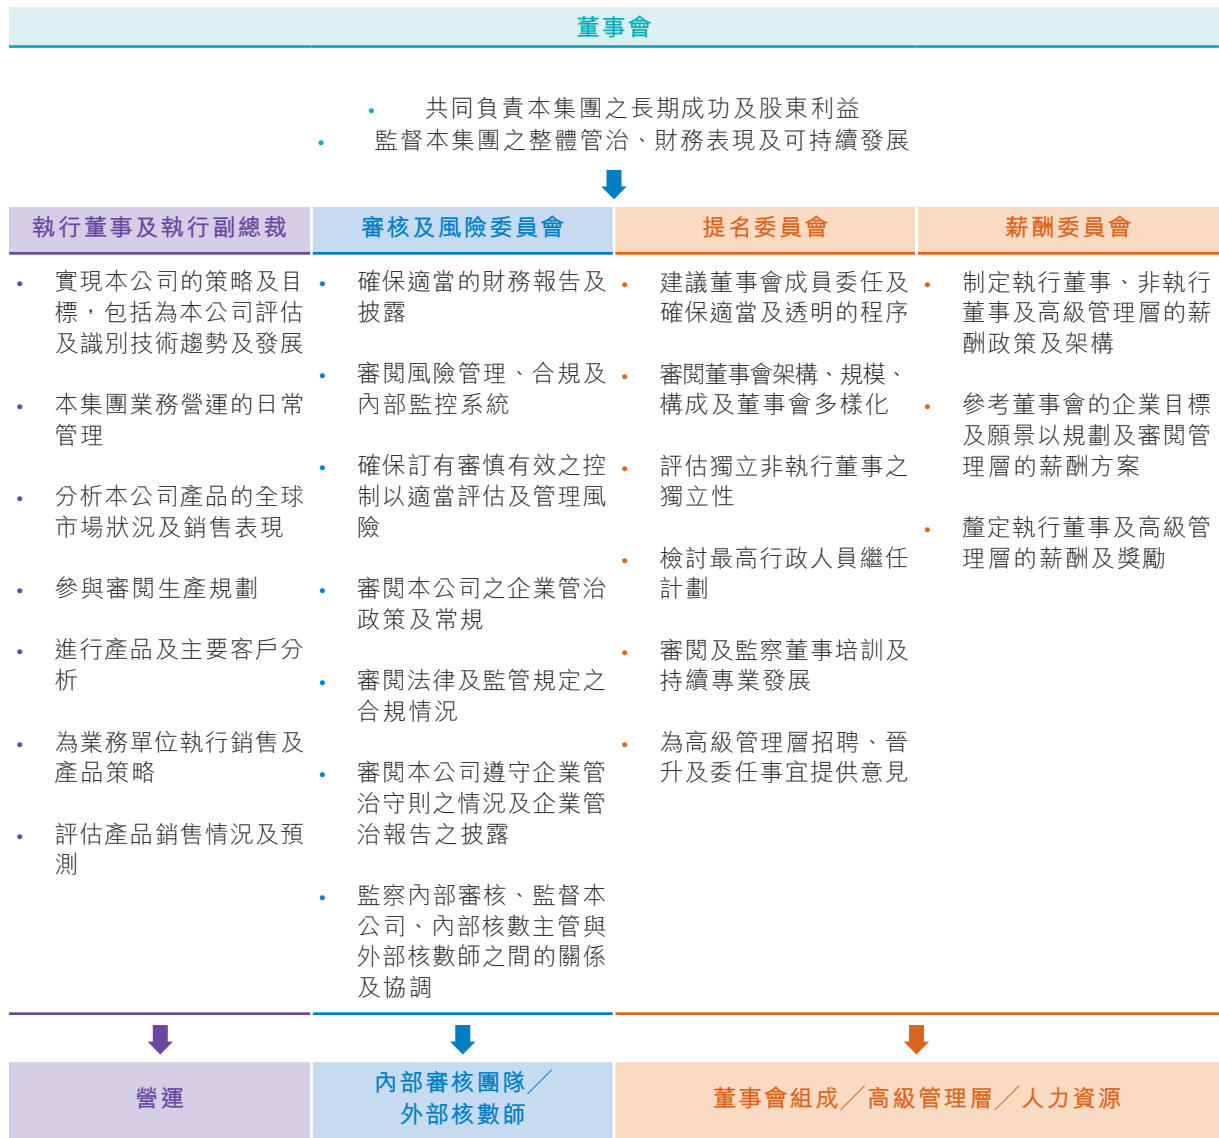 董事會
• 共同負責本集團之長期成功及股東利益
• 監督本集團之整體管治、財務表現及可持續發展
執行董事及執行副總裁
• 實現本公司的策略及目
標，包括為本公司評估
及識別技術趨勢及發展
• 本集團業務營運的日常
管理
• 分析本公司產品的全球
市場狀況及銷售表現
• 參與審閱生產規劃
• 進行產品及主要客戶分
析
• 為業務單位執行銷售及
產品策略
• 評估產品銷售情況及預
測
營運
審核及風險委員會
• 確保適當的財務報告及
披露
• 審閱風險管理、合規及
內部監控系統
• 確保訂有審慎有效之控
制以適當評估及管理風
險
• 審閱本公司之企業管治
政策及常規
• 審閱法律及監管規定之
合規情況
• 審閱本公司遵守企業管
治守則之情況及企業管
治報告之披露
• 監察內部審核、監督本
公司、內部核數主管與
外部核數師之間的關係
及協調
內部審核團隊／
外部核數師
提名委員會
• 建議董事會成員委任及
確保適當及透明的程序
• 審閱董事會架構、規模、
構成及董事會多樣化
• 評估獨立非執行董事之
獨立性
• 檢討最高行政人員繼任
計劃
• 審閱及監察董事培訓及
持續專業發展
• 為高級管理層招聘、晉
升及委任事宜提供意見
薪酬委員會
• 制定執行董事、非執行
董事及高級管理層的薪
酬政策及架構
• 參考董事會的企業目標
及願景以規劃及審閱管
理層的薪酬方案
• 釐定執行董事及高級管
理層的薪酬及獎勵
董事會組成／高級管理層／人力資源